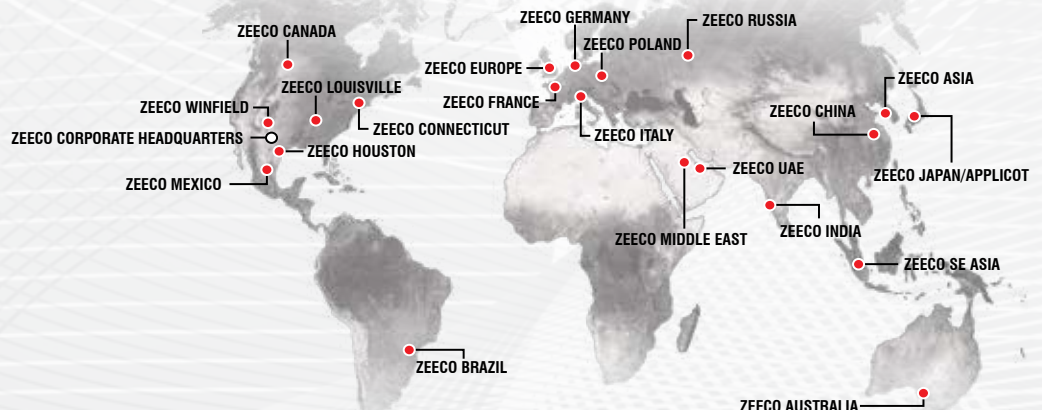 ZEECO CANADA
ZEECO LOUISVILLE
ZEECO WINFIELD
ZEECO CORPORATE HEADQUARTERS
ZEECO CONNECTICUT
ZEECO HOUSTON
ZEECO MEXICO
ZEECO BRAZIL
ZEECO GERMANY
ZEECO RUSSIA
ZEECO POLAND
ZEECO EUROPE
ZEECO FRANCE
ZEECO ITALY
ZEECO ASIA
ZEECO CHINA
ZEECO JAPAN/APPLICOT
ZEECO UAE
ZEECO MIDDLE EAST
ZEECO INDIA
ZEECO SE ASIA
ZEECO AUSTRALIA